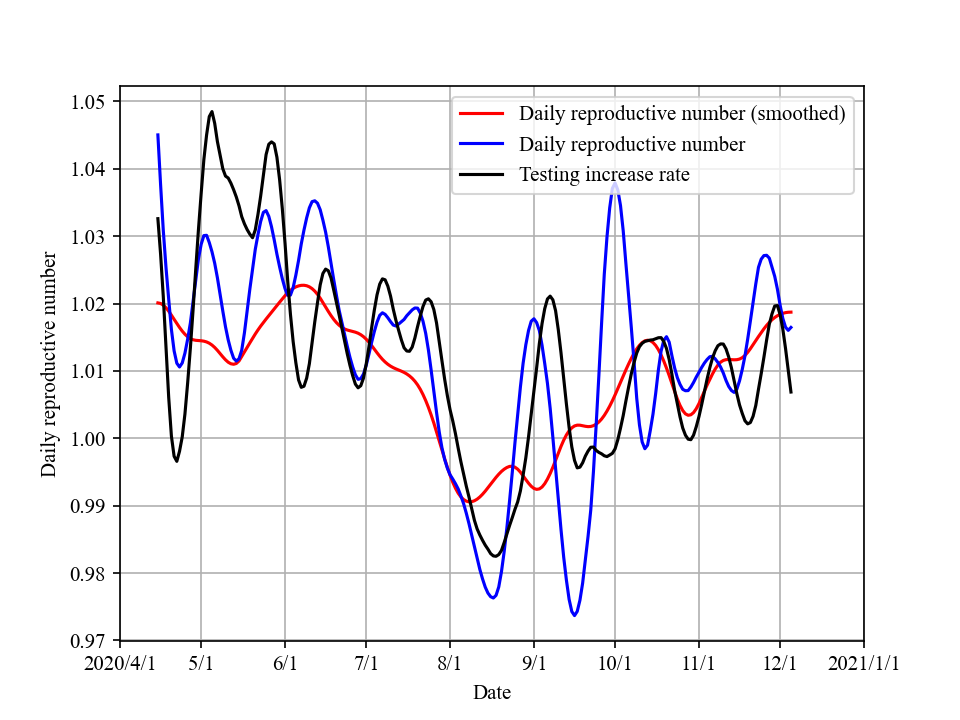 Daily reproductive number (smoothed)
Daily reproductive number
Testing increase rate
Daily reproductive number
1.05
1.04
1.03
1.02
1.01
1.00
0.99
0.98
0.97
2020/4/1 5/1 6/1 7/1 8/1 9/1 10/1 11/1 12/1 2021/1/1
Date